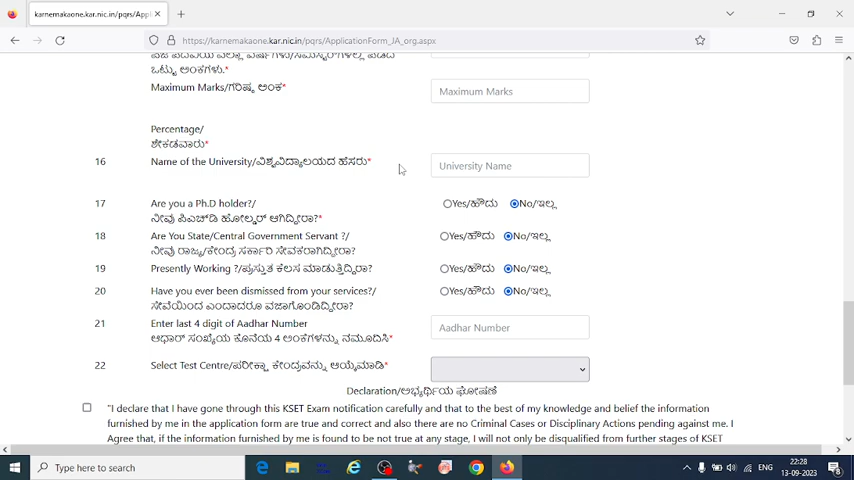 karnemakaone.kar.nic.in/pqrs/Appl
https://karnemakaone.kar.nic.in/pqrs/ApplicationForm_JA_org.aspx
ಒಟ್ಟು ಅಂಕಗಳು.*
Maximum Marks/ಗರಿಷ್ಠ ಅಂಕ*
Maximum Marks
Percentage/
ಶೇಕಡವಾರು*
16 Name of the University/ವಿಶ್ವವಿದ್ಯಾಲಯದ ಹೆಸರು* University Name
17 Are you a Ph.D holder?/ Yes/ಹೌದು No/ಇಲ್ಲ
ನೀವು ಪಿಎಚ್‌ಡಿ ಹೋಲ್ಡರ್ ಆಗಿದ್ದೀರಾ?*
18 Are You State/Central Government Servant ?/ Yes/ಹೌದು No/ಇಲ್ಲ
ನೀವು ರಾಜ್ಯ/ಕೇಂದ್ರ ಸರ್ಕಾರಿ ಸೇವಕರಾಗಿದ್ದೀರಾ?
19 Presently Working ?/ಪ್ರಸ್ತುತ ಕೆಲಸ ಮಾಡುತ್ತಿದ್ದಿರಾ? Yes/ಹೌದು No/ಇಲ್ಲ
20 Have you ever been dismissed from your services?/ Yes/ಹೌದು No/ಇಲ್ಲ
ಸೇವೆಯಿಂದ ಎಂದಾದರೂ ವಜಾಗೊಂಡಿದ್ದೀರಾ?
21 Enter last 4 digit of Aadhar Number Aadhar Number
ಆಧಾರ್ ಸಂಖ್ಯೆಯ ಕೊನೆಯ 4 ಅಂಕೆಗಳನ್ನು ನಮೂದಿಸಿ*
22 Select Test Centre/ಪರೀಕ್ಷಾ ಕೇಂದ್ರವನ್ನು ಆಯ್ಕೆಮಾಡಿ*
Declaration/ಅಭ್ಯರ್ಥಿಯ ಘೋಷಣೆ
"I declare that I have gone through this KSET Exam notification carefully and that to the best of my knowledge and belief the information
furnished by me in the application form are true and correct and also there are no Criminal Cases or Disciplinary Actions pending against me. I
Agree that, if the information furnished by me is found to be not true at any stage, I will not only be disqualified from further stages of KSET
Type here to search
ENG
22:28
13-09-2023
8